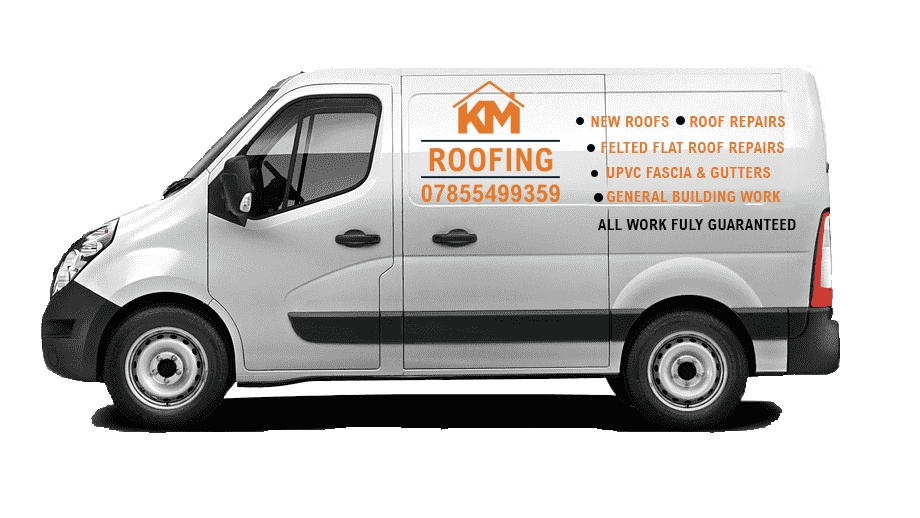 KM
ROOFING
07855499359
• NEW ROOFS • ROOF REPAIRS
• FELTED FLAT ROOF REPAIRS
• UPVC FASCIA & GUTTERS
• GENERAL BUILDING WORK
ALL WORK FULY GUARANTEED